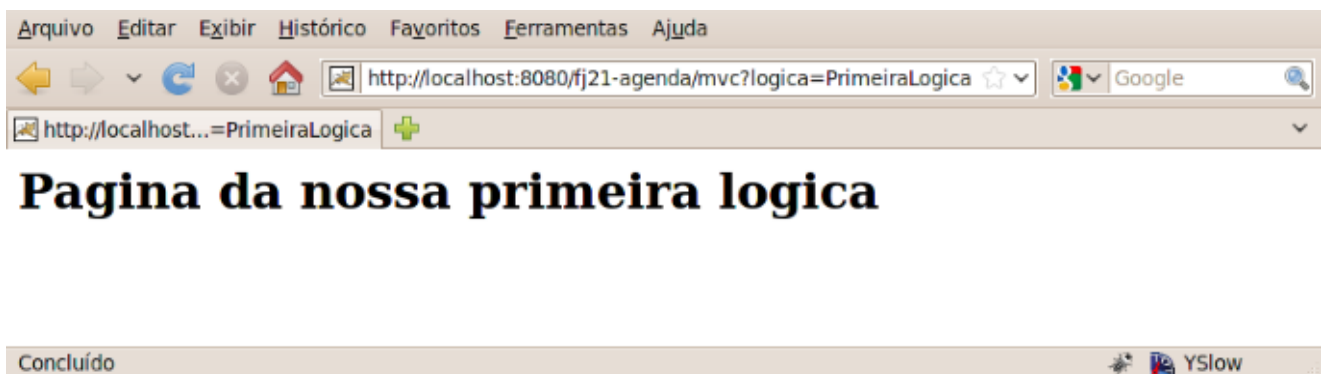 Arquivo Editar Exibir Histórico Favoritos Ferramentas Ajuda
http://localhost:8080/fj21-agenda/mvc?logica=PrimeiraLogica Google
http://localhost...=PrimeiraLogica
Pagina da nossa primeira logica
Concluído YSlow